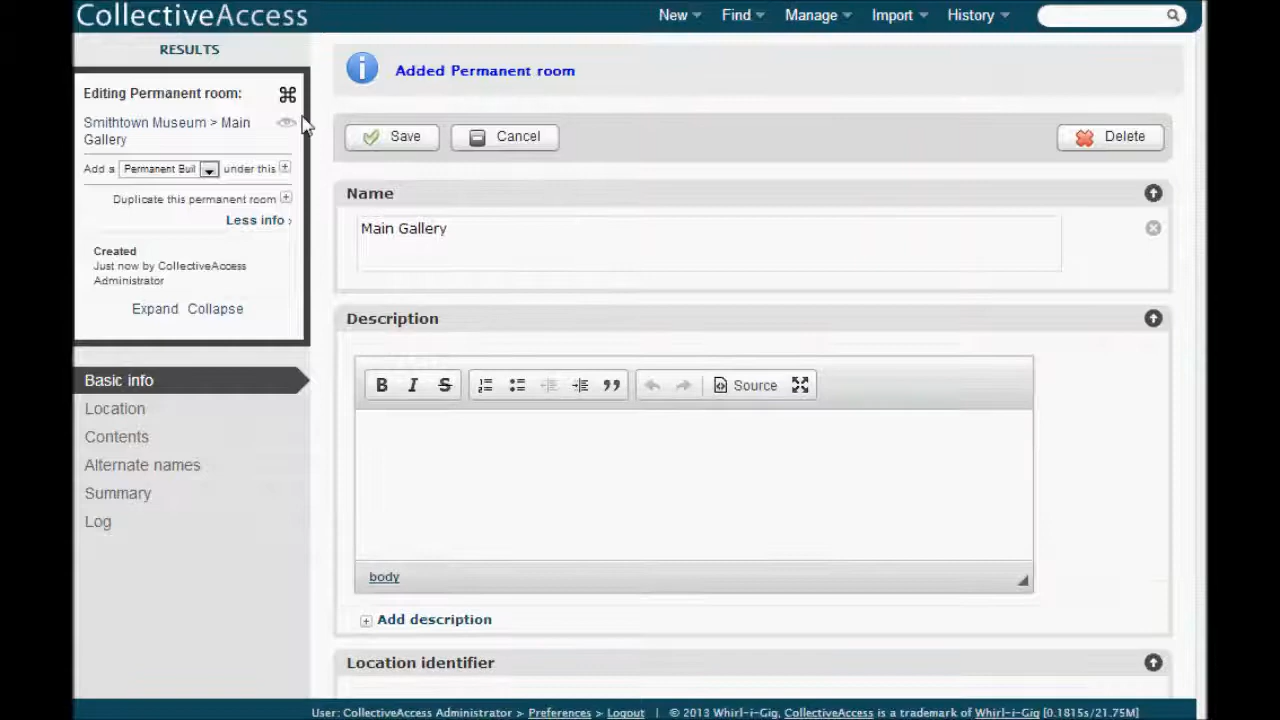 CollectiveAccess
New Find Manage Import History
RESULTS
Editing Permanent room:
Smithtown Museum > Main
Gallery
Add a Permanent Buil under this
Duplicate this permanent room
Less info ›
Created
Just now by CollectiveAccess
Administrator
Expand Collapse
Basic info
Location
Contents
Alternate names
Summary
Log
Added Permanent room
Save Cancel Delete
Name
Main Gallery
Description
B I S Source
body
Add description
Location identifier
User: CollectiveAccess Administrator > Preferences > Logout | © 2013 Whirl-i-Gig, CollectiveAccess is a trademark of Whirl-i-Gig [0.1815s/21.75M]